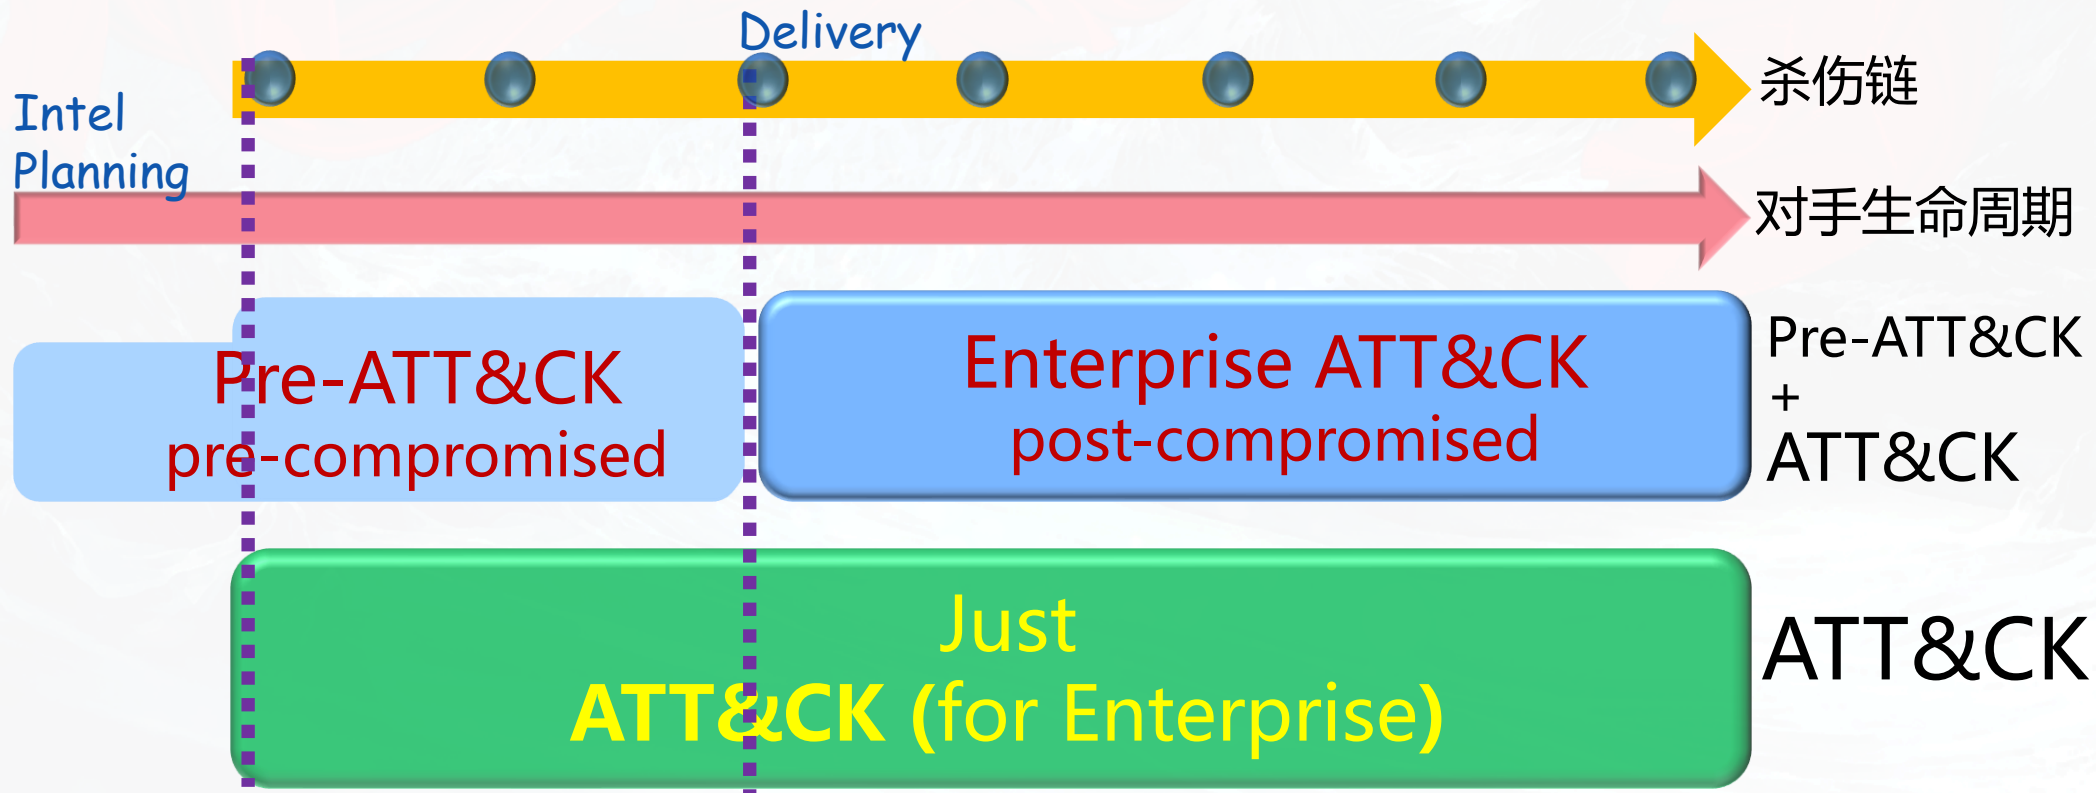 Delivery
杀伤链
Intel
Planning
对手生命周期
Pre-ATT&CK
pre-compromised
Enterprise ATT&CK
post-compromised
Pre-ATT&CK
+
ATT&CK
Just
ATT&CK (for Enterprise)
ATT&CK